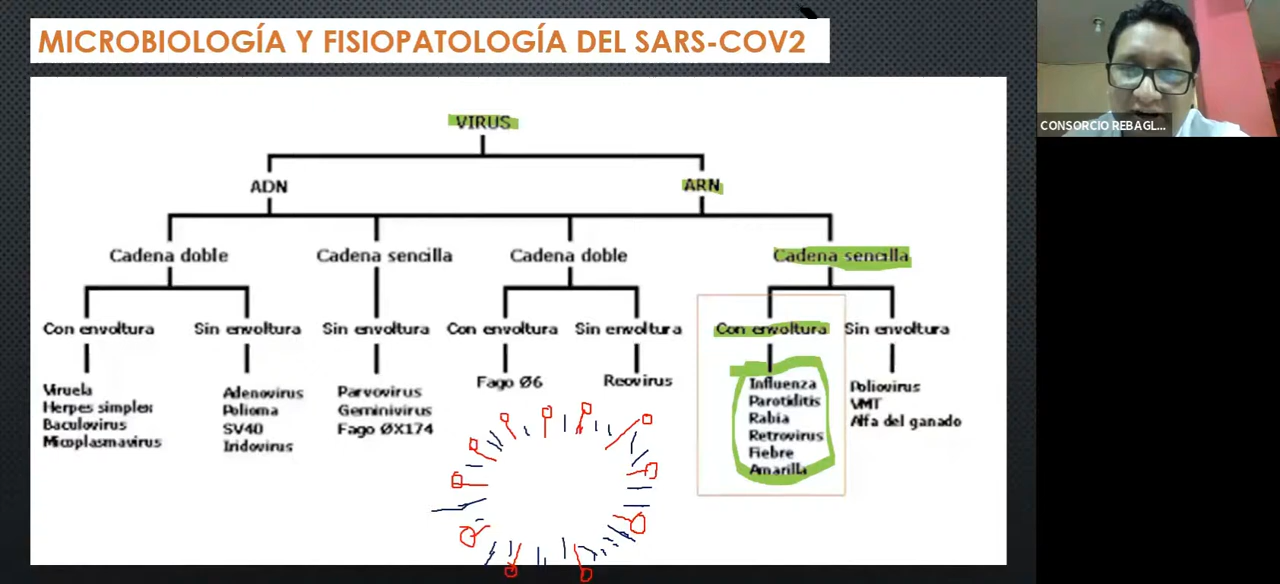 MICROBIOLOGÍA Y FISIOPATOLOGÍA DEL SARS-COV2
CONSORCIO REBAGL...
VIRUS
ADN ARN
Cadena doble Cadena sencilla Cadena doble Cadena sencilla
Con envoltura Sin envoltura Sin envoltura Con envoltura Sin envoltura Con envoltura Sin envoltura
Viruela
Herpes simplex
Baculovirus
Micoplasmavirus
Adenovirus
Polioma
SV40
Iridovirus
Parvovirus
Geminivirus
Fago ØX174
Fago Ø6
Reovirus
Influenza
Parotiditis
Rabia
Retrovirus
Fiebre
Amarilla
Poliovirus
VMT
Alfa del ganado